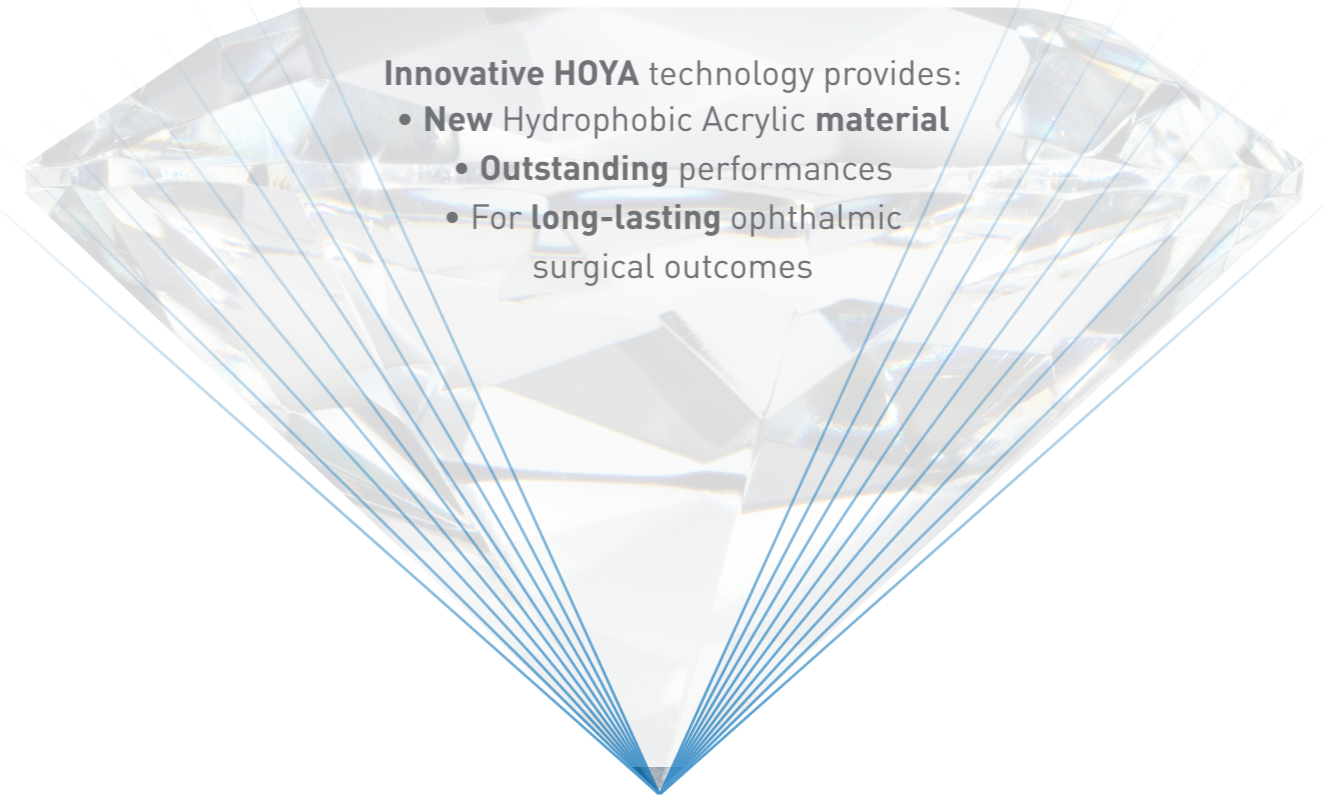 Innovative HOYA technology provides:
• New Hydrophobic Acrylic material
• Outstanding performances
• For long-lasting ophthalmic
surgical outcomes